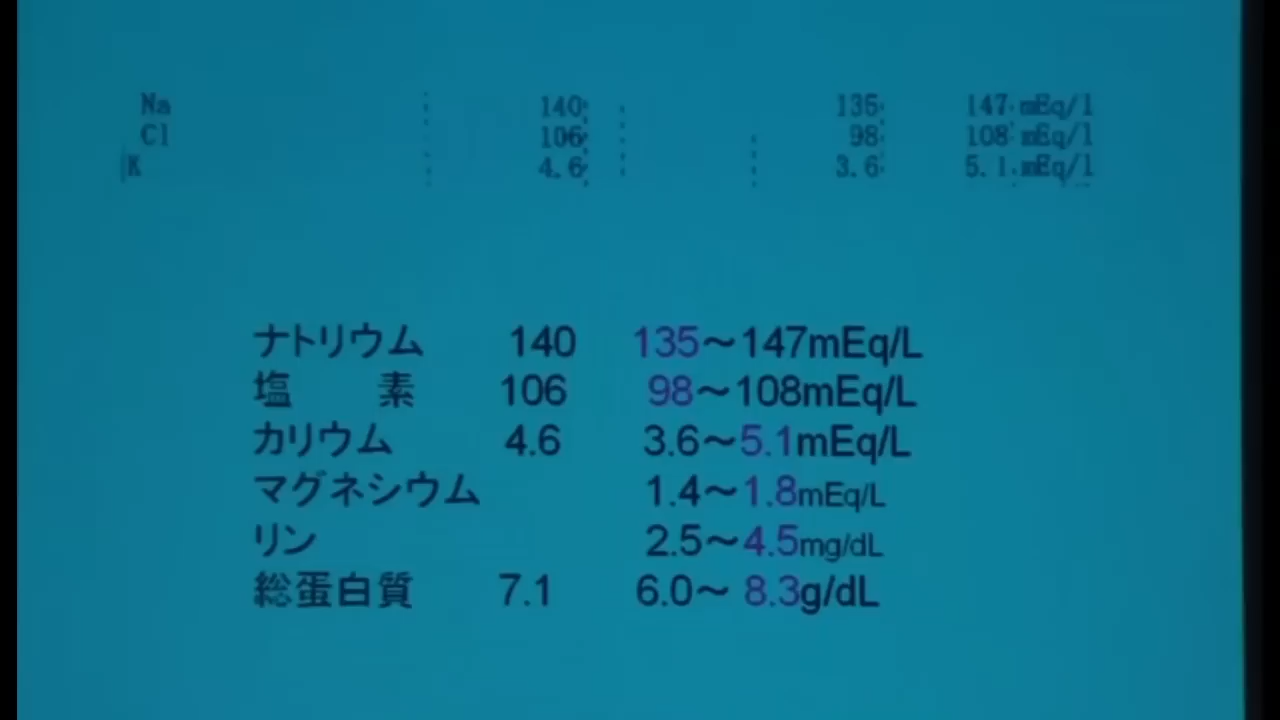 Na 140 135 147 mEq/l
Cl 106 98 108 mEq/l
K 4.6 3.6 5.1 mEq/l
ナトリウム 140 135～147mEq/L
塩 素 106 98～108mEq/L
カリウム 4.6 3.6～5.1mEq/L
マグネシウム 1.4～1.8mEq/L
リン 2.5～4.5mg/dL
総蛋白質 7.1 6.0～ 8.3g/dL